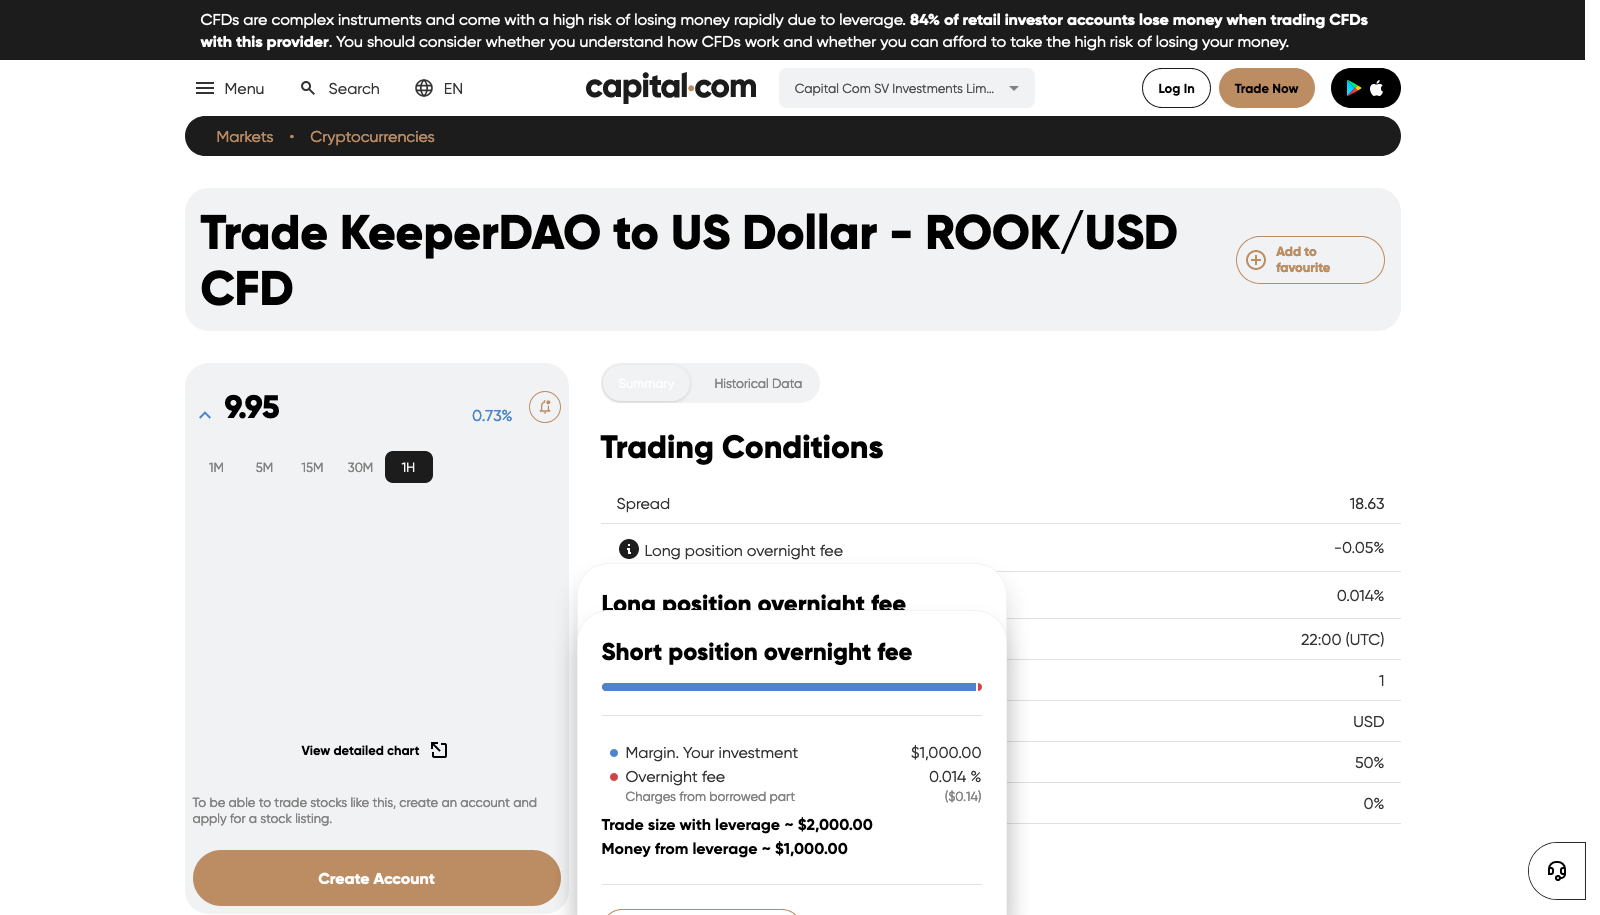 CFDs are complex instruments and come with a high risk of losing money rapidly due to leverage. 84% of retail investor accounts lose money when trading CFDs
with this provider. You should consider whether you understand how CFDs work and whether you can afford to take the high risk of losing your money.
Menu
Search
EN
capital.com
Capital Com SV Investments Lim...
Log In
Trade Now
Markets • Cryptocurrencies
Trade KeeperDAO to US Dollar - ROOK/USD
CFD
Add to
favourite
9.95
0.73%
1M 5M 15M 30M 1H
View detailed chart
To be able to trade stocks like this, create an account and
apply for a stock listing.
Create Account
Summary
Historical Data
Trading Conditions
Spread 18.63
Long position overnight fee -0.05%
0.014%
22:00 (UTC)
1
USD
50%
0%
Long position overnight fee
Short position overnight fee
Margin. Your investment $1,000.00
Overnight fee 0.014 %
Charges from borrowed part ($0.14)
Trade size with leverage ~ $2,000.00
Money from leverage ~ $1,000.00